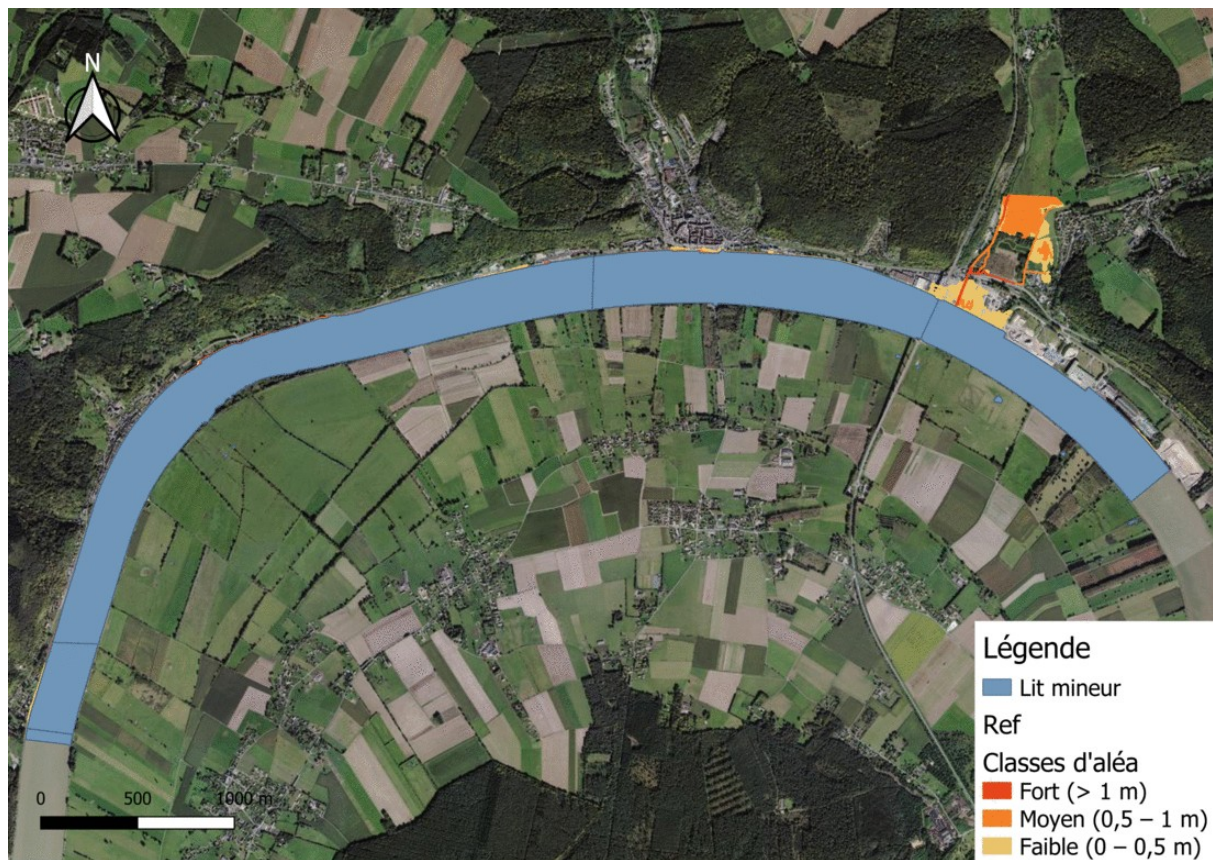 N
Légende
Lit mineur
Ref
Classes d'aléa
Fort (> 1 m)
Moyen (0,5 – 1 m)
Faible (0 – 0,5 m)
0 500 1000 m